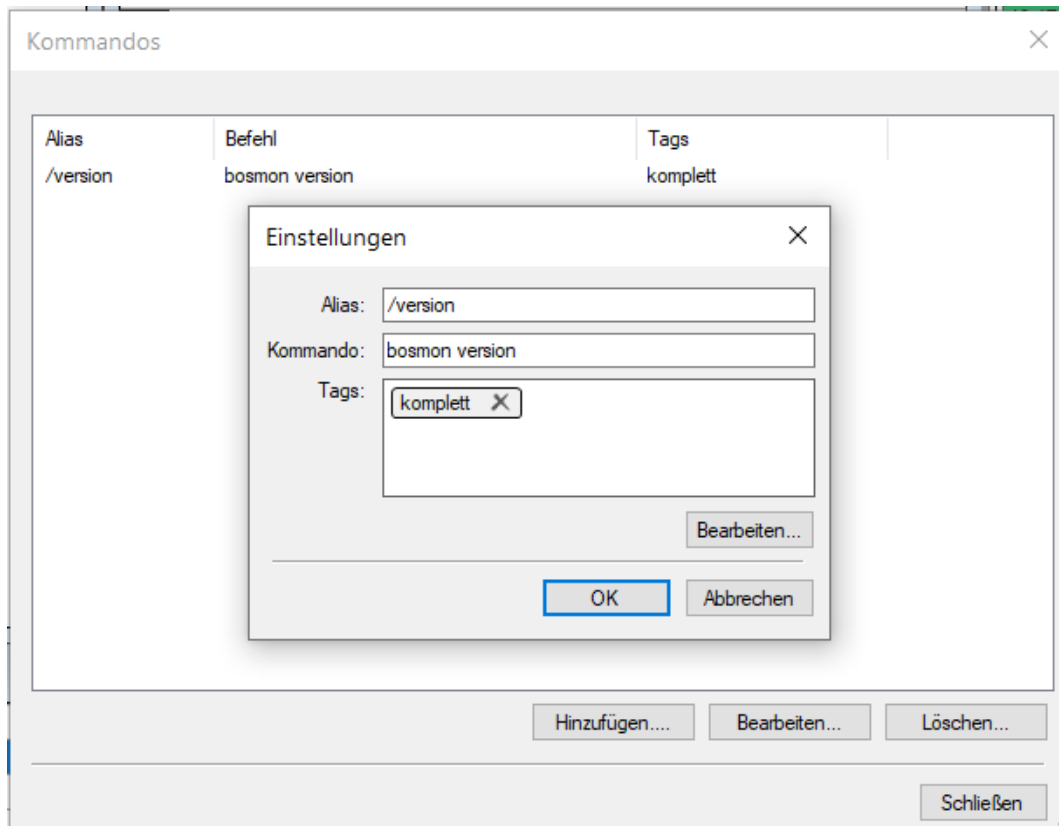 Kommandos
Alias Befehl Tags
/version bosmon version komplett
Einstellungen
Alias: /version
Kommando: bosmon version
Tags: komplett
Bearbeiten...
OK Abbrechen
Hinzufügen.... Bearbeiten... Löschen...
Schließen